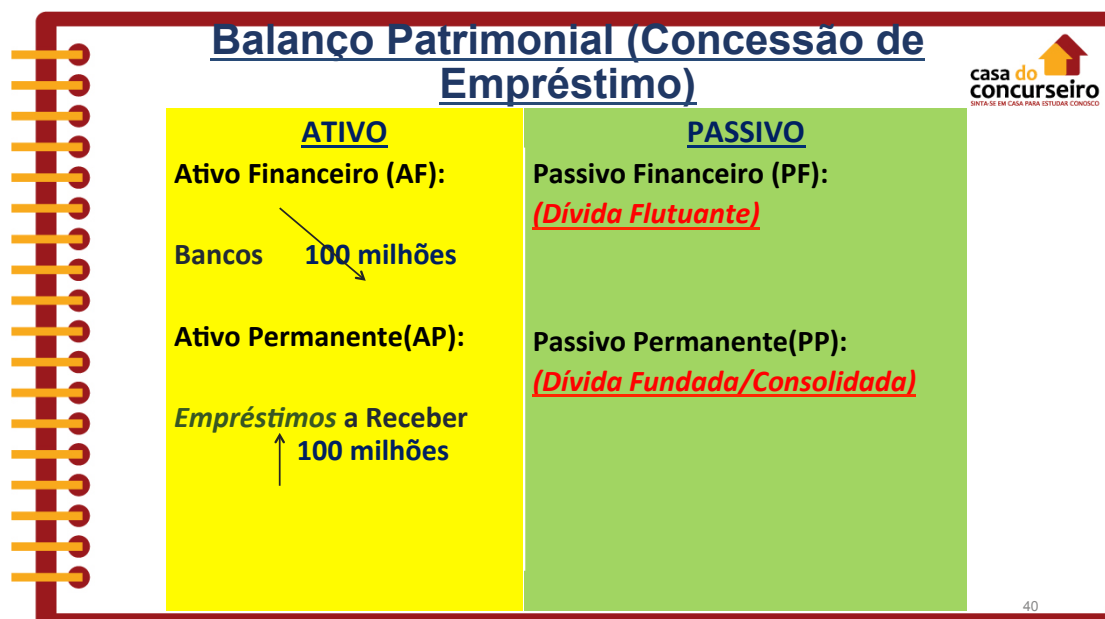 Balanço Patrimonial (Concessão de
Empréstimo)
casa do
concurseiro
SINTA-SE EM CASA PARA ESTUDAR CONOSCO
ATIVO
Ativo Financeiro (AF):
Bancos 100 milhões
Ativo Permanente(AP):
Empréstimos a Receber
100 milhões
PASSIVO
Passivo Financeiro (PF):
(Dívida Flutuante)
Passivo Permanente(PP):
(Dívida Fundada/Consolidada)
40